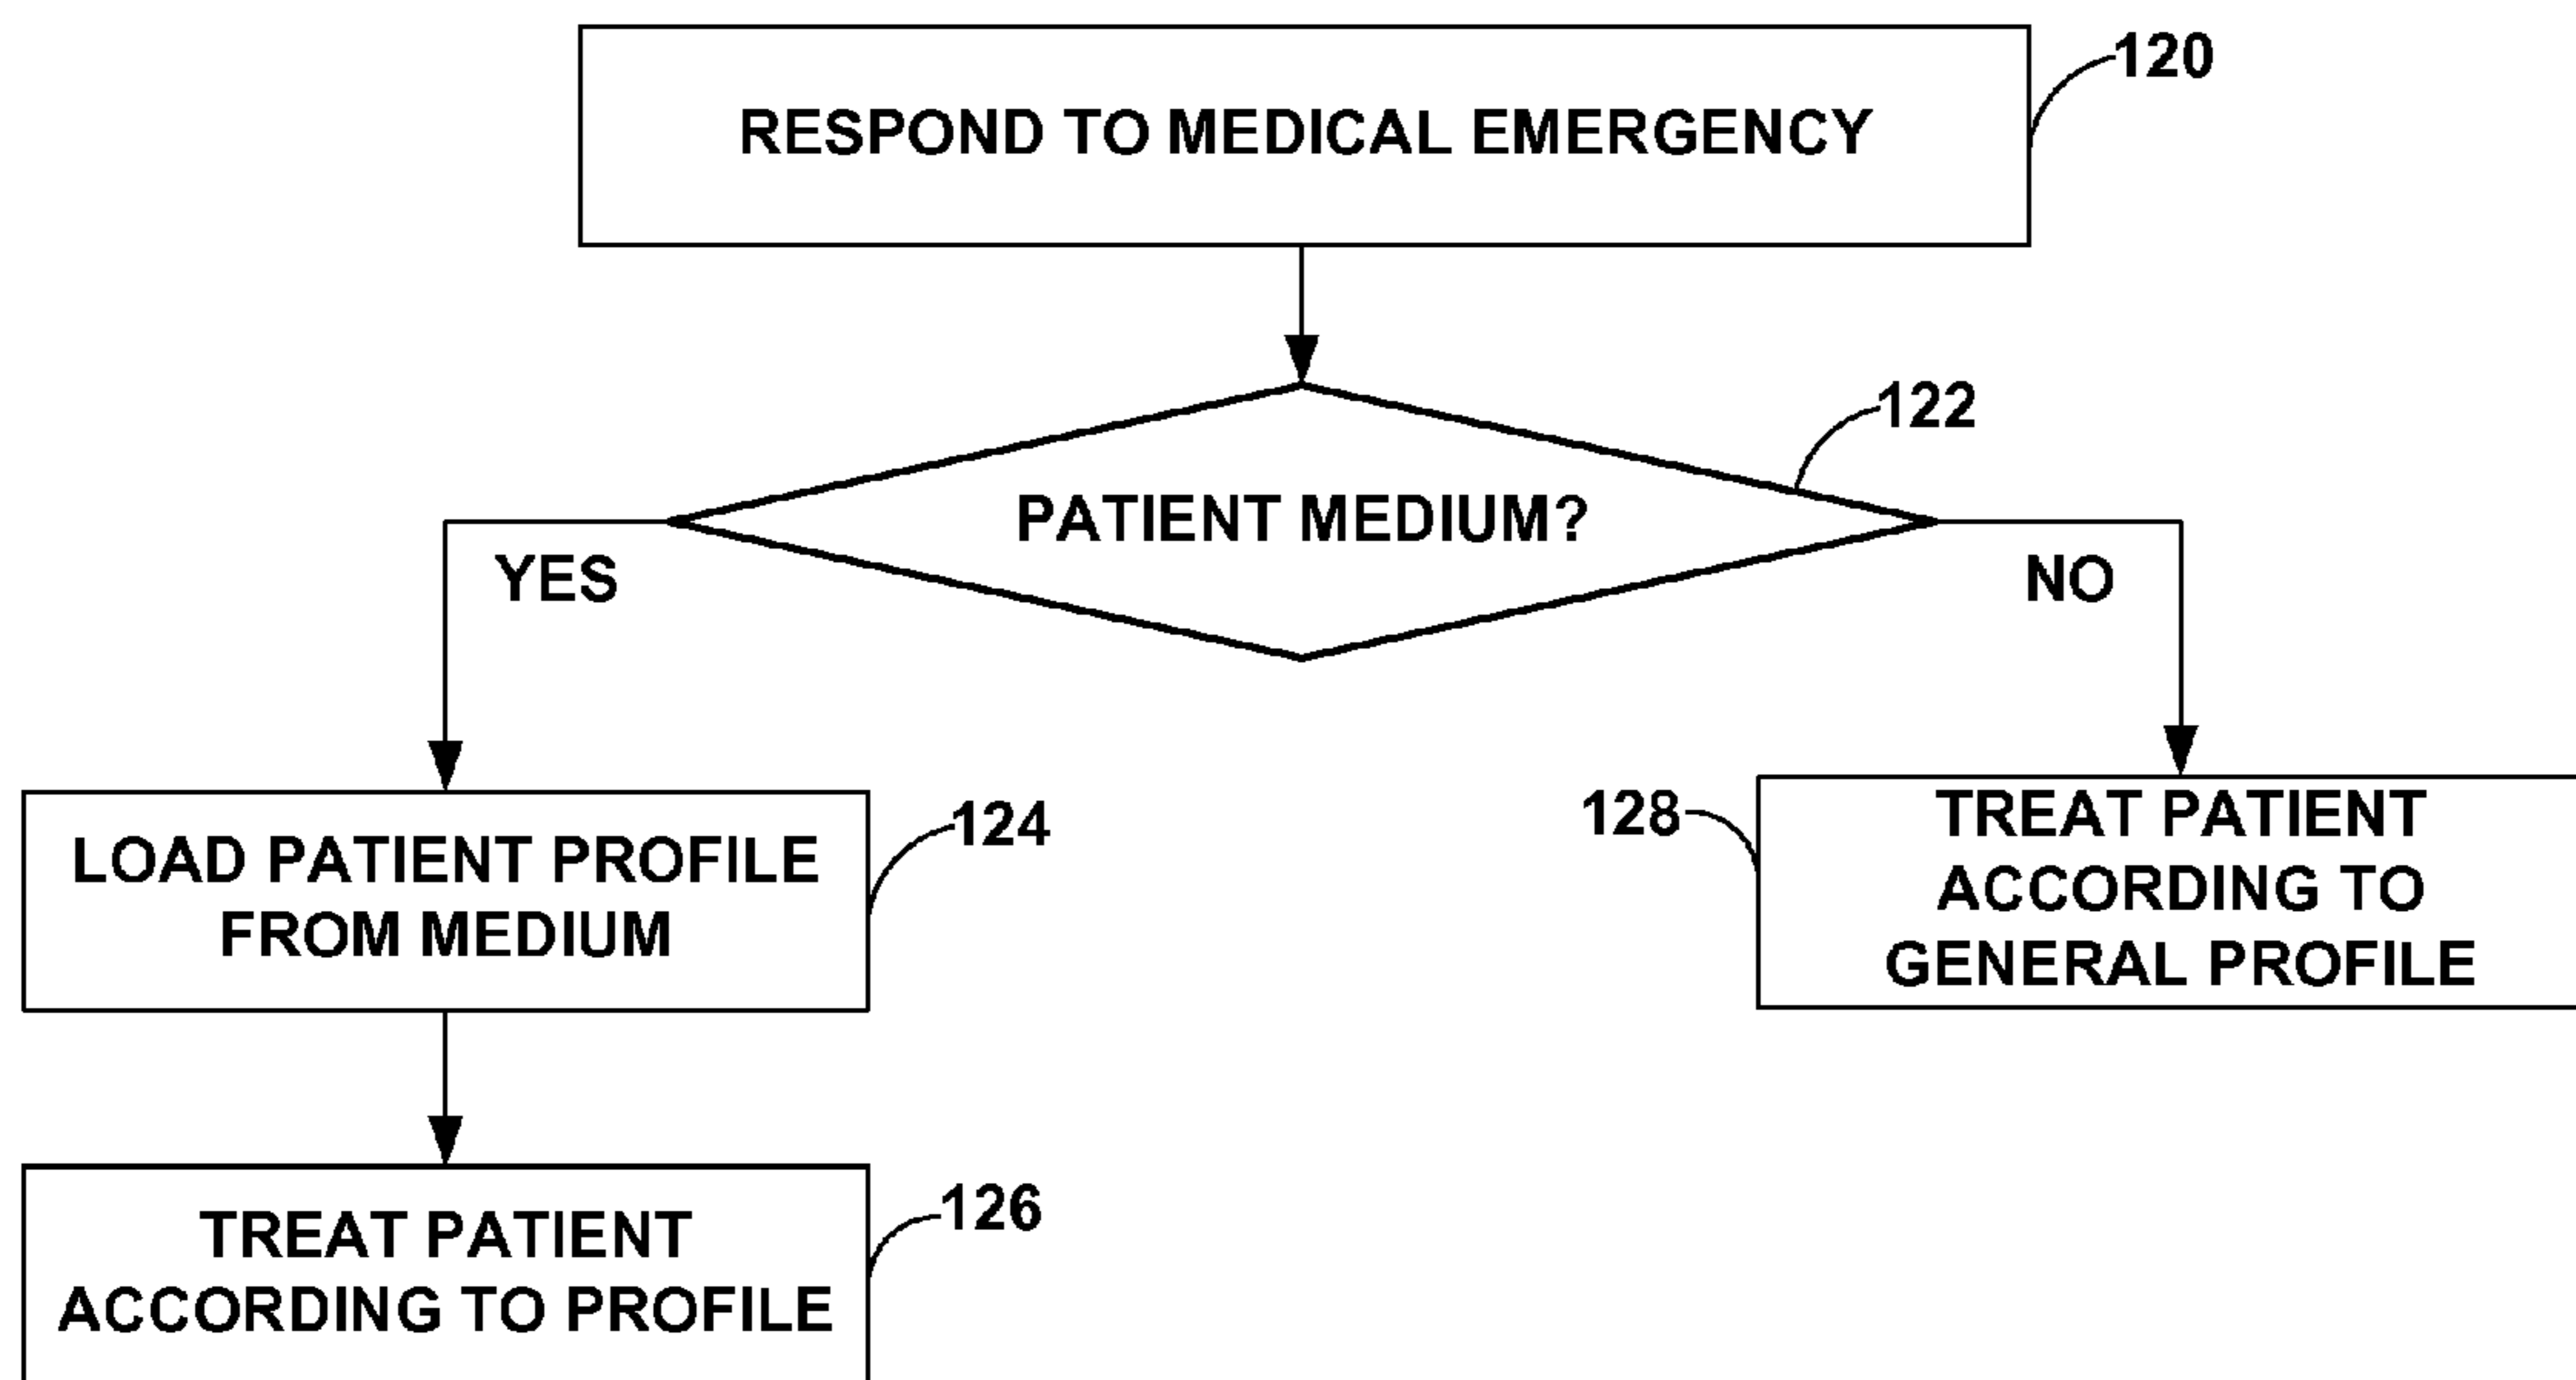 RESPOND TO MEDICAL EMERGENCY
120
122
PATIENT MEDIUM?
YES
NO
LOAD PATIENT PROFILE
FROM MEDIUM
124
128
TREAT PATIENT
ACCORDING TO
GENERAL PROFILE
TREAT PATIENT
ACCORDING TO PROFILE
126